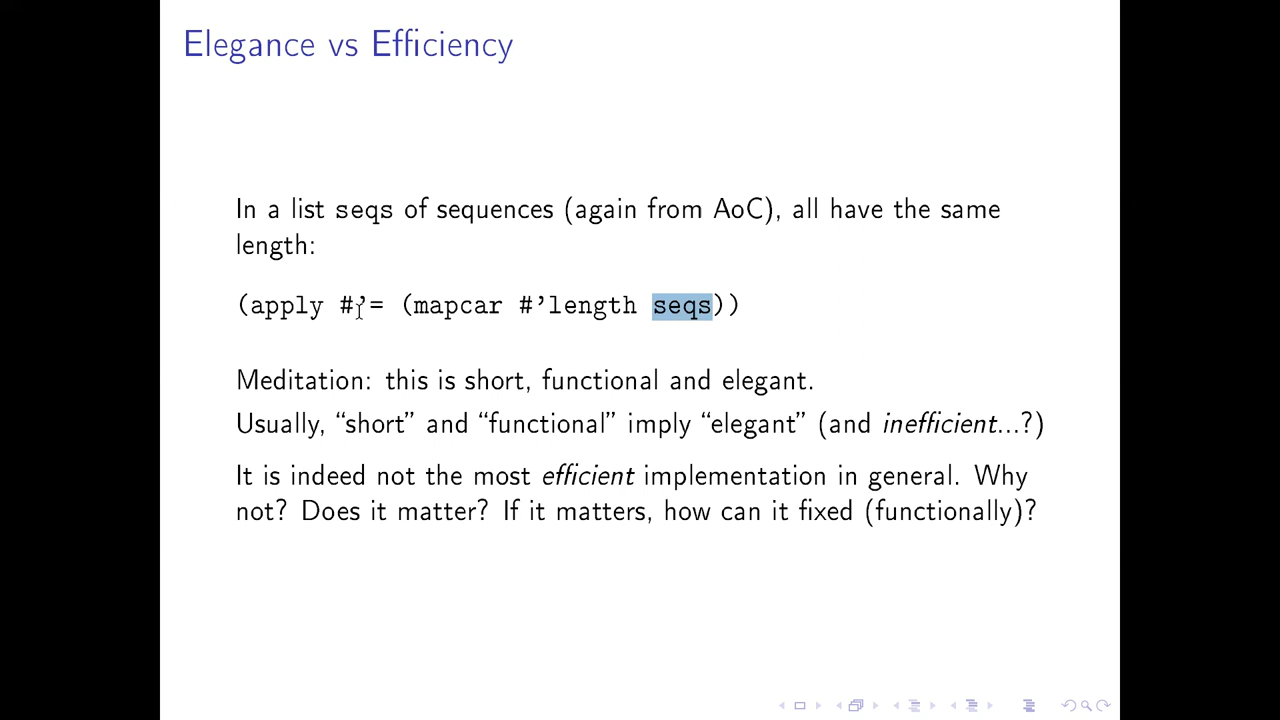 Elegance vs Efficiency
In a list seqs of sequences (again from AoC), all have the same
length:
(apply #'= (mapcar #'length seqs))
Meditation: this is short, functional and elegant.
Usually, “short” and “functional” imply “elegant” (and inefficient...?)
It is indeed not the most efficient implementation in general. Why
not? Does it matter? If it matters, how can it fixed (functionally)?